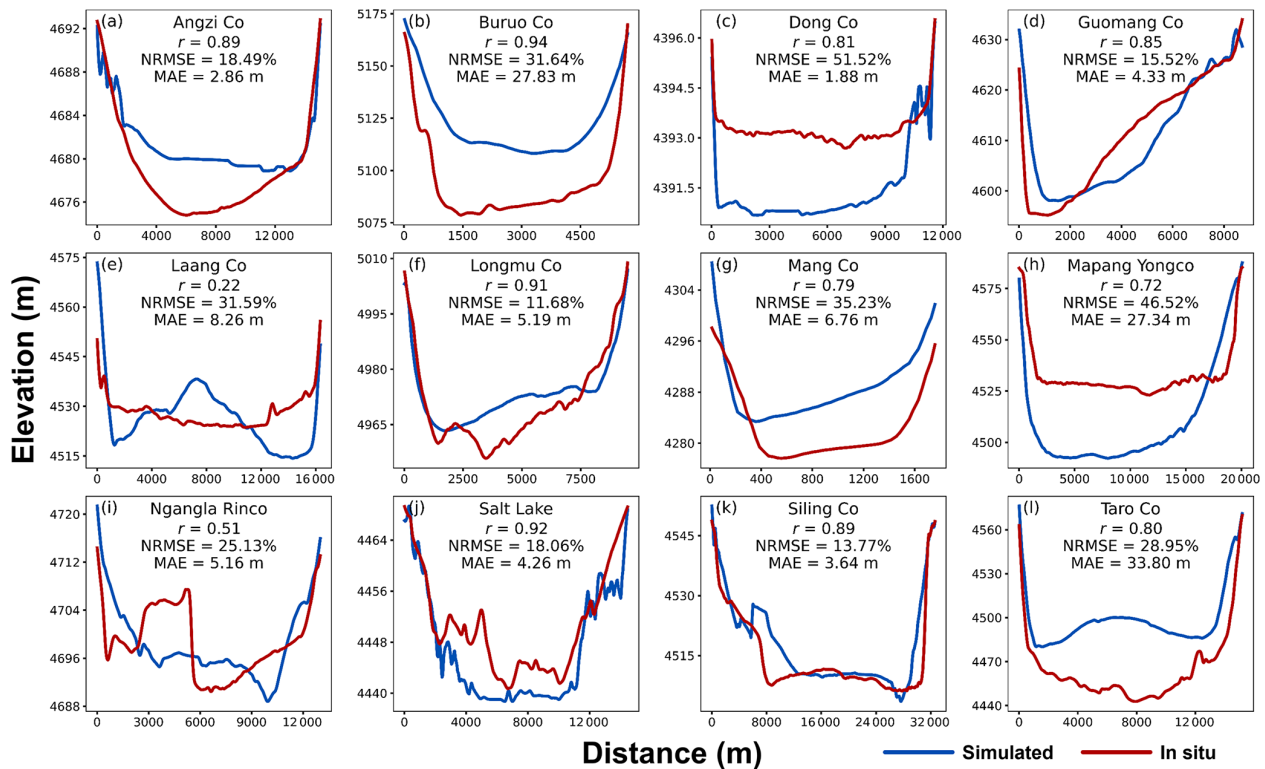 (a) Angzi Co
r = 0.89
NRMSE = 18.49%
MAE = 2.86 m
4692
4688
4684
4680
4676
0 4000 8000 12000
(b) Buruo Co
r = 0.94
NRMSE = 31.64%
MAE = 27.83 m
5175
5150
5125
5100
5075
0 1500 3000 4500
(c) Dong Co
r = 0.81
NRMSE = 51.52%
MAE = 1.88 m
4396.0
4394.5
4393.0
4391.5
0 3000 6000 9000 12000
(d) Guomang Co
r = 0.85
NRMSE = 15.52%
MAE = 4.33 m
4630
4620
4610
4600
0 2000 4000 6000 8000
(e) Laang Co
r = 0.22
NRMSE = 31.59%
MAE = 8.26 m
4575
4560
4545
4530
4515
0 4000 8000 12000 16000
(f) Longmu Co
r = 0.91
NRMSE = 11.68%
MAE = 5.19 m
5010
4995
4980
4965
0 2500 5000 7500
(g) Mang Co
r = 0.79
NRMSE = 35.23%
MAE = 6.76 m
4304
4296
4288
4280
0 400 800 1200 1600
(h) Mapang Yongco
r = 0.72
NRMSE = 46.52%
MAE = 27.34 m
4575
4550
4525
4500
0 5000 10000 15000 20000
(i) Ngangla Rinco
r = 0.51
NRMSE = 25.13%
MAE = 5.16 m
4720
4712
4704
4696
4688
0 3000 6000 9000 12000
(j) Salt Lake
r = 0.92
NRMSE = 18.06%
MAE = 4.26 m
4464
4456
4448
4440
0 4000 8000 12000
(k) Siling Co
r = 0.89
NRMSE = 13.77%
MAE = 3.64 m
4545
4530
4515
0 8000 16000 24000 32000
(l) Taro Co
r = 0.80
NRMSE = 28.95%
MAE = 33.80 m
4560
4530
4500
4470
4440
0 4000 8000 12000
Elevation (m)
Distance (m)
Simulated
In situ